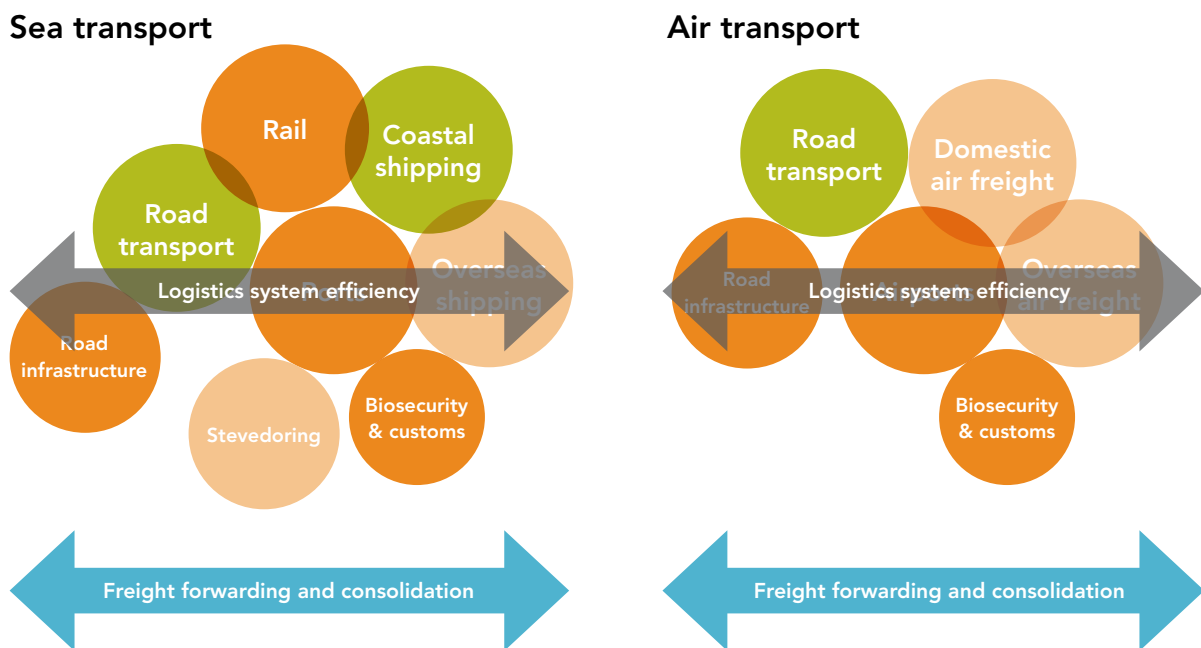 Sea transport
Rail
Coastal
shipping
Road
transport
Overseas
shipping
Ports
Logistics system efficiency
Road
infrastructure
Stevedoring
Biosecurity
& customs
Freight forwarding and consolidation
Air transport
Road
transport
Domestic
air freight
Road
infrastructure
Airports
Overseas
air freight
Logistics system efficiency
Biosecurity
& customs
Freight forwarding and consolidation